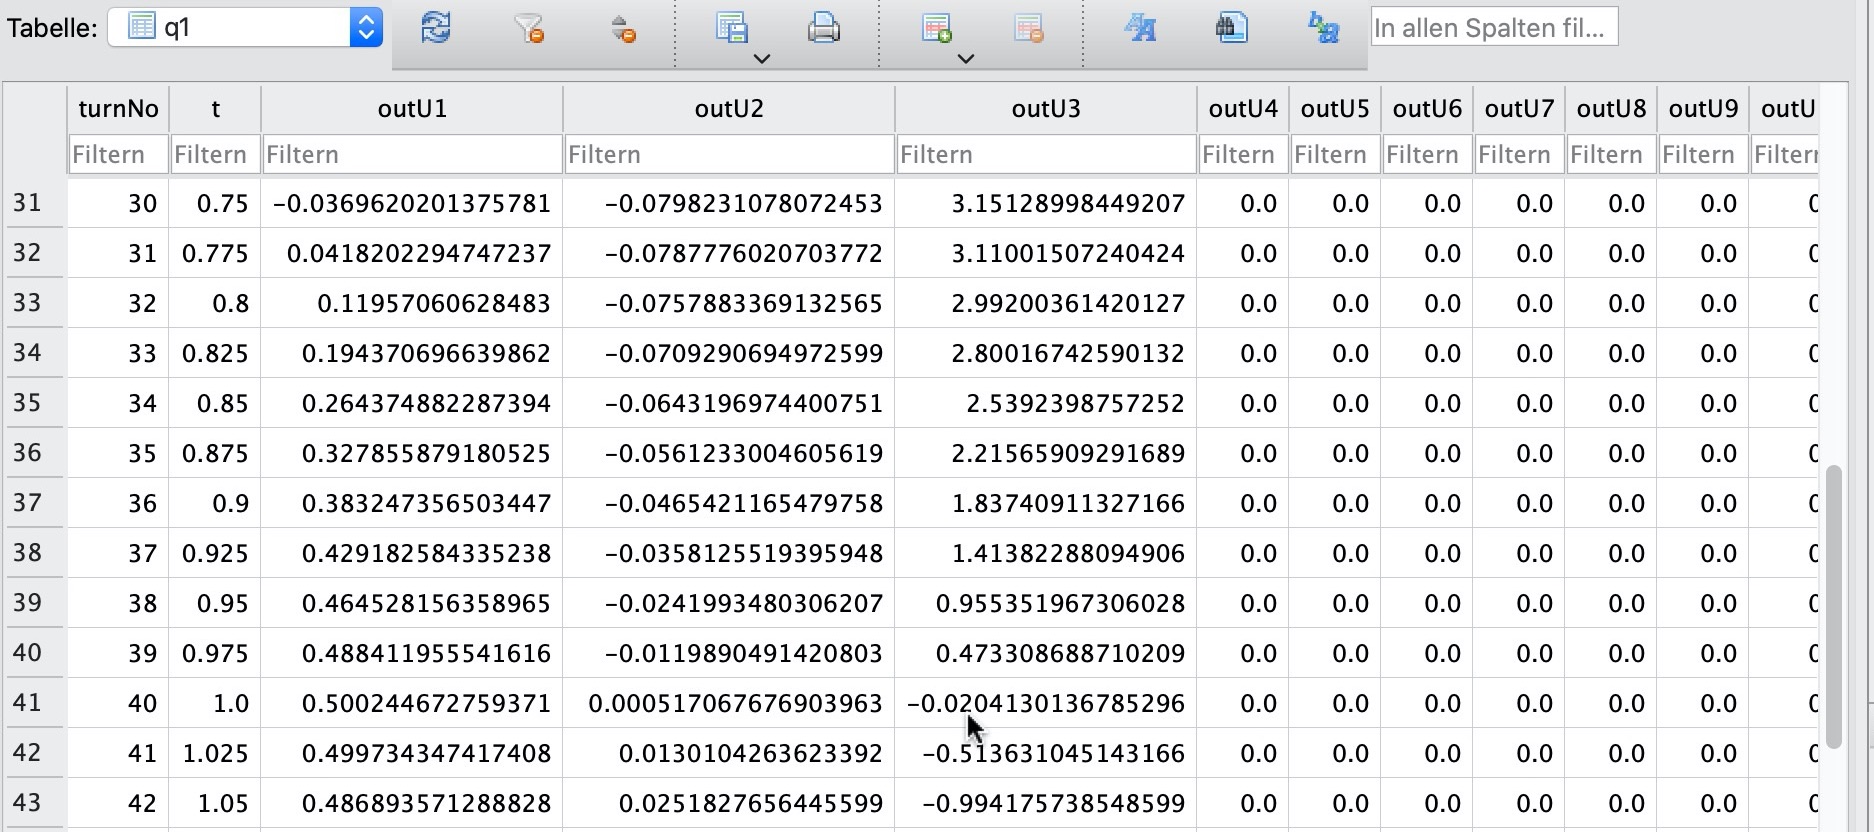 Tabelle: q1 In allen Spalten fil...
turnNo t outU1 outU2 outU3 outU4 outU5 outU6 outU7 outU8 outU9 outU
Filtern Filtern Filtern Filtern Filtern Filtern Filtern Filtern Filtern Filtern Filtern Filtern
31 30 0.75 -0.0369620201375781 -0.0798231078072453 3.15128998449207 0.0 0.0 0.0 0.0 0.0 0.0 0
32 31 0.775 0.0418202294747237 -0.0787776020703772 3.11001507240424 0.0 0.0 0.0 0.0 0.0 0.0 0
33 32 0.8 0.11957060628483 -0.0757883369132565 2.99200361420127 0.0 0.0 0.0 0.0 0.0 0.0 0
34 33 0.825 0.194370696639862 -0.0709290694972599 2.80016742590132 0.0 0.0 0.0 0.0 0.0 0.0 0
35 34 0.85 0.264374882287394 -0.0643196974400751 2.5392398757252 0.0 0.0 0.0 0.0 0.0 0.0 0
36 35 0.875 0.327855879180525 -0.0561233004605619 2.21565909291689 0.0 0.0 0.0 0.0 0.0 0.0 0
37 36 0.9 0.383247356503447 -0.0465421165479758 1.83740911327166 0.0 0.0 0.0 0.0 0.0 0.0 0
38 37 0.925 0.429182584335238 -0.0358125519395948 1.41382288094906 0.0 0.0 0.0 0.0 0.0 0.0 0
39 38 0.95 0.464528156358965 -0.0241993480306207 0.955351967306028 0.0 0.0 0.0 0.0 0.0 0.0 0
40 39 0.975 0.488411955541616 -0.0119890491420803 0.473308688710209 0.0 0.0 0.0 0.0 0.0 0.0 0
41 40 1.0 0.500244672759371 0.000517067676903963 -0.0204130136785296 0.0 0.0 0.0 0.0 0.0 0.0 0
42 41 1.025 0.499734347417408 0.0130104263623392 -0.513631045143166 0.0 0.0 0.0 0.0 0.0 0.0 0
43 42 1.05 0.486893571288828 0.0251827656445599 -0.994175738548599 0.0 0.0 0.0 0.0 0.0 0.0 0